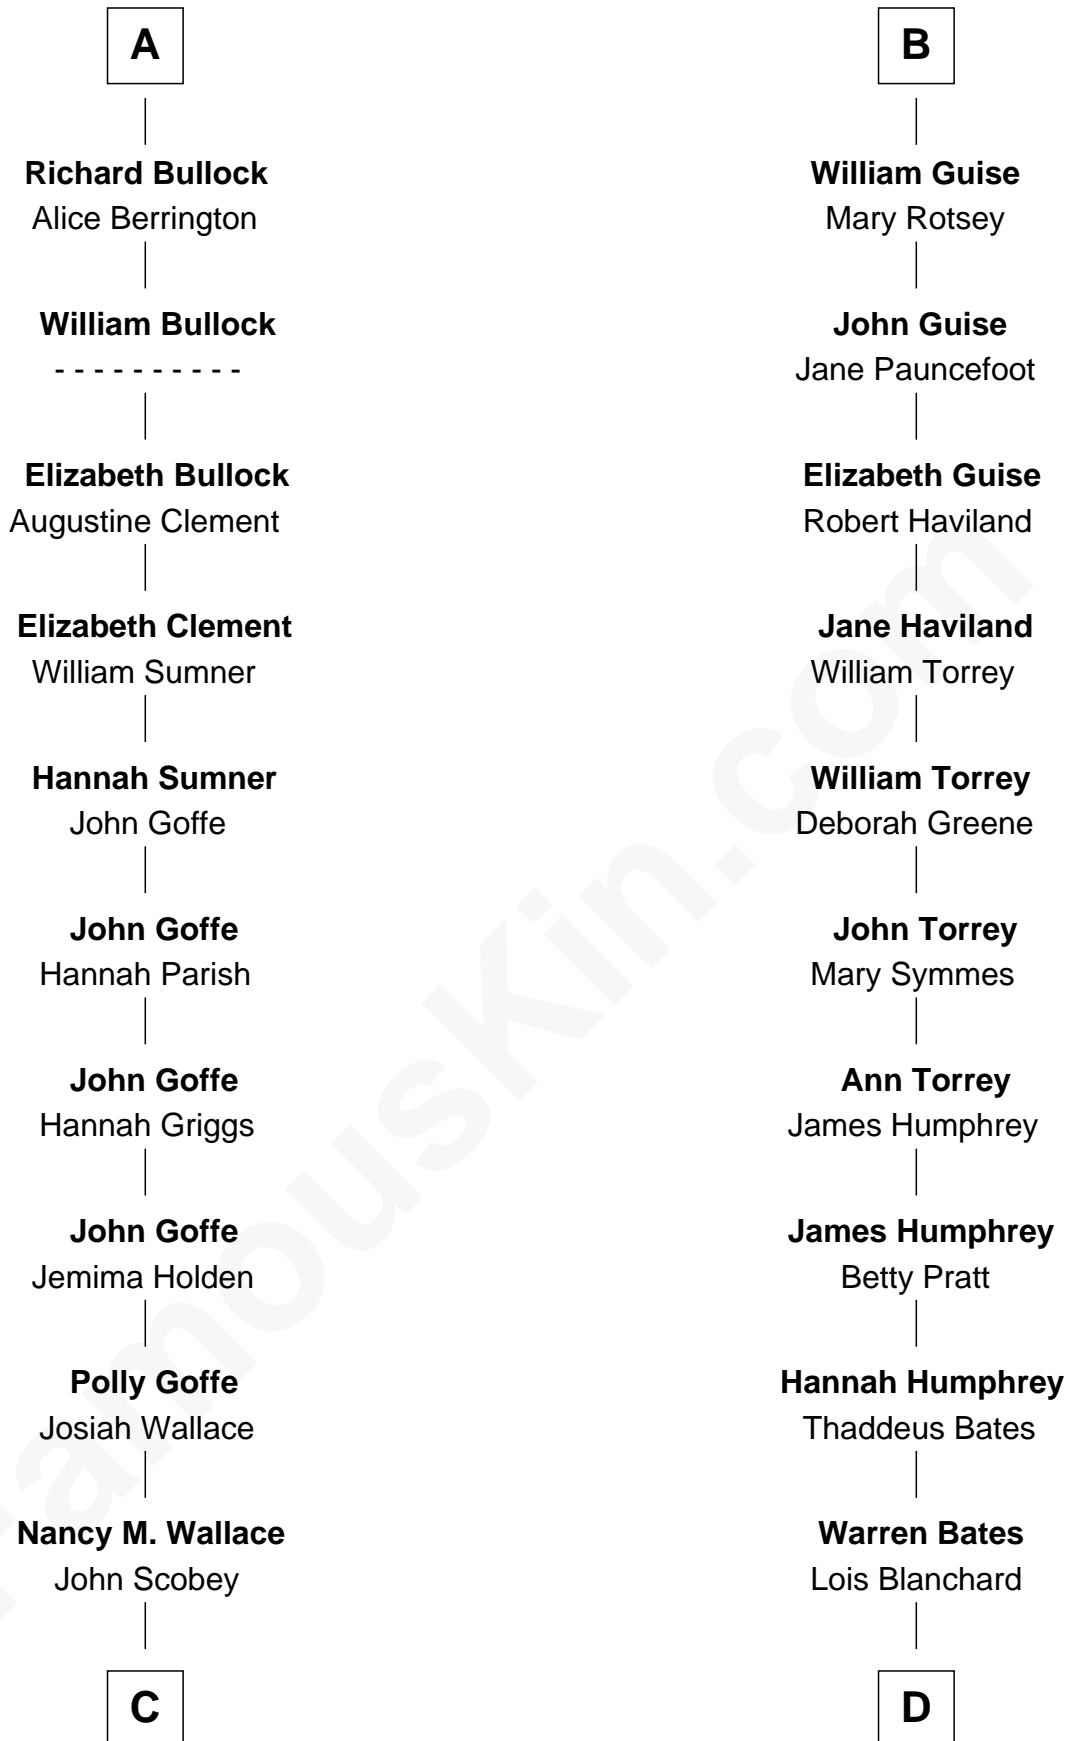 A
Richard Bullock
Alice Berrington
William Bullock
- - - - - - - - - -
Elizabeth Bullock
Augustine Clement
Elizabeth Clement
William Sumner
Hannah Sumner
John Goffe
John Goffe
Hannah Parish
John Goffe
Hannah Griggs
John Goffe
Jemima Holden
Polly Goffe
Josiah Wallace
Nancy M. Wallace
John Scobey
C
B
William Guise
Mary Rotsey
John Guise
Jane Pauncefoot
Elizabeth Guise
Robert Haviland
Jane Haviland
William Torrey
William Torrey
Deborah Greene
John Torrey
Mary Symmes
Ann Torrey
James Humphrey
James Humphrey
Betty Pratt
Hannah Humphrey
Thaddeus Bates
Warren Bates
Lois Blanchard
D
FamousKin.com